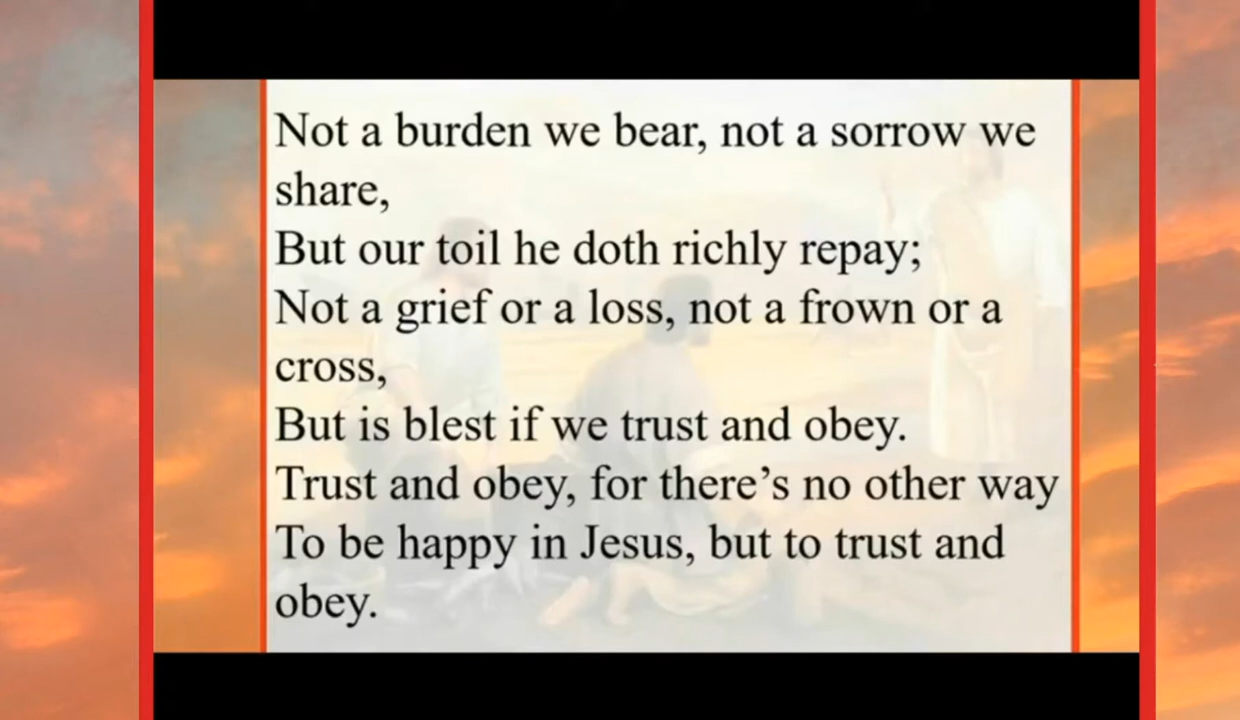 Not a burden we bear, not a sorrow we
share,
But our toil he doth richly repay;
Not a grief or a loss, not a frown or a
cross,
But is blest if we trust and obey.
Trust and obey, for there’s no other way
To be happy in Jesus, but to trust and
obey.